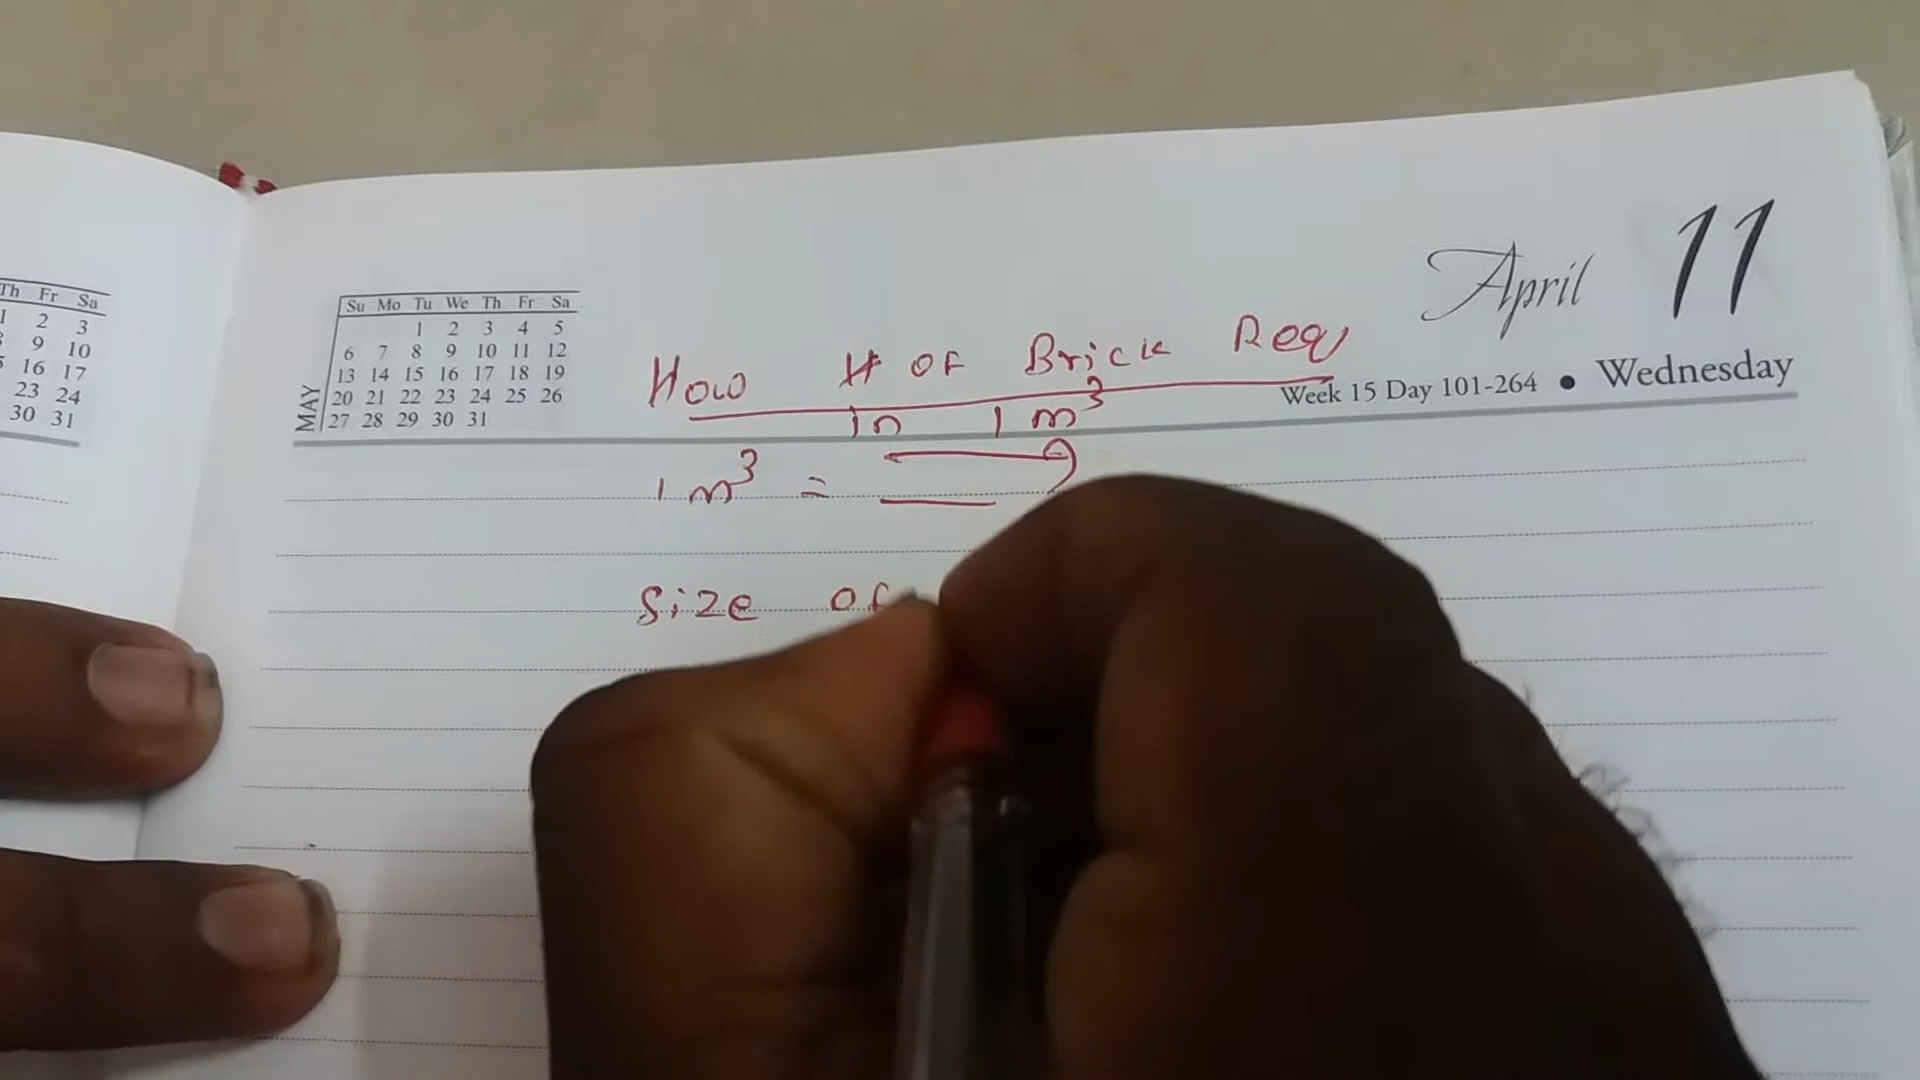 Th Fr Sa
1 2 3
9 10
16 17
23 24
30 31
MAY
Su Mo Tu We Th Fr Sa
1 2 3 4 5
6 7 8 9 10 11 12
13 14 15 16 17 18 19
20 21 22 23 24 25 26
27 28 29 30 31
April 11
Week 15 Day 101-264 • Wednesday
How # OF Brick Req
in 1 m³
1 m³ =
Size of